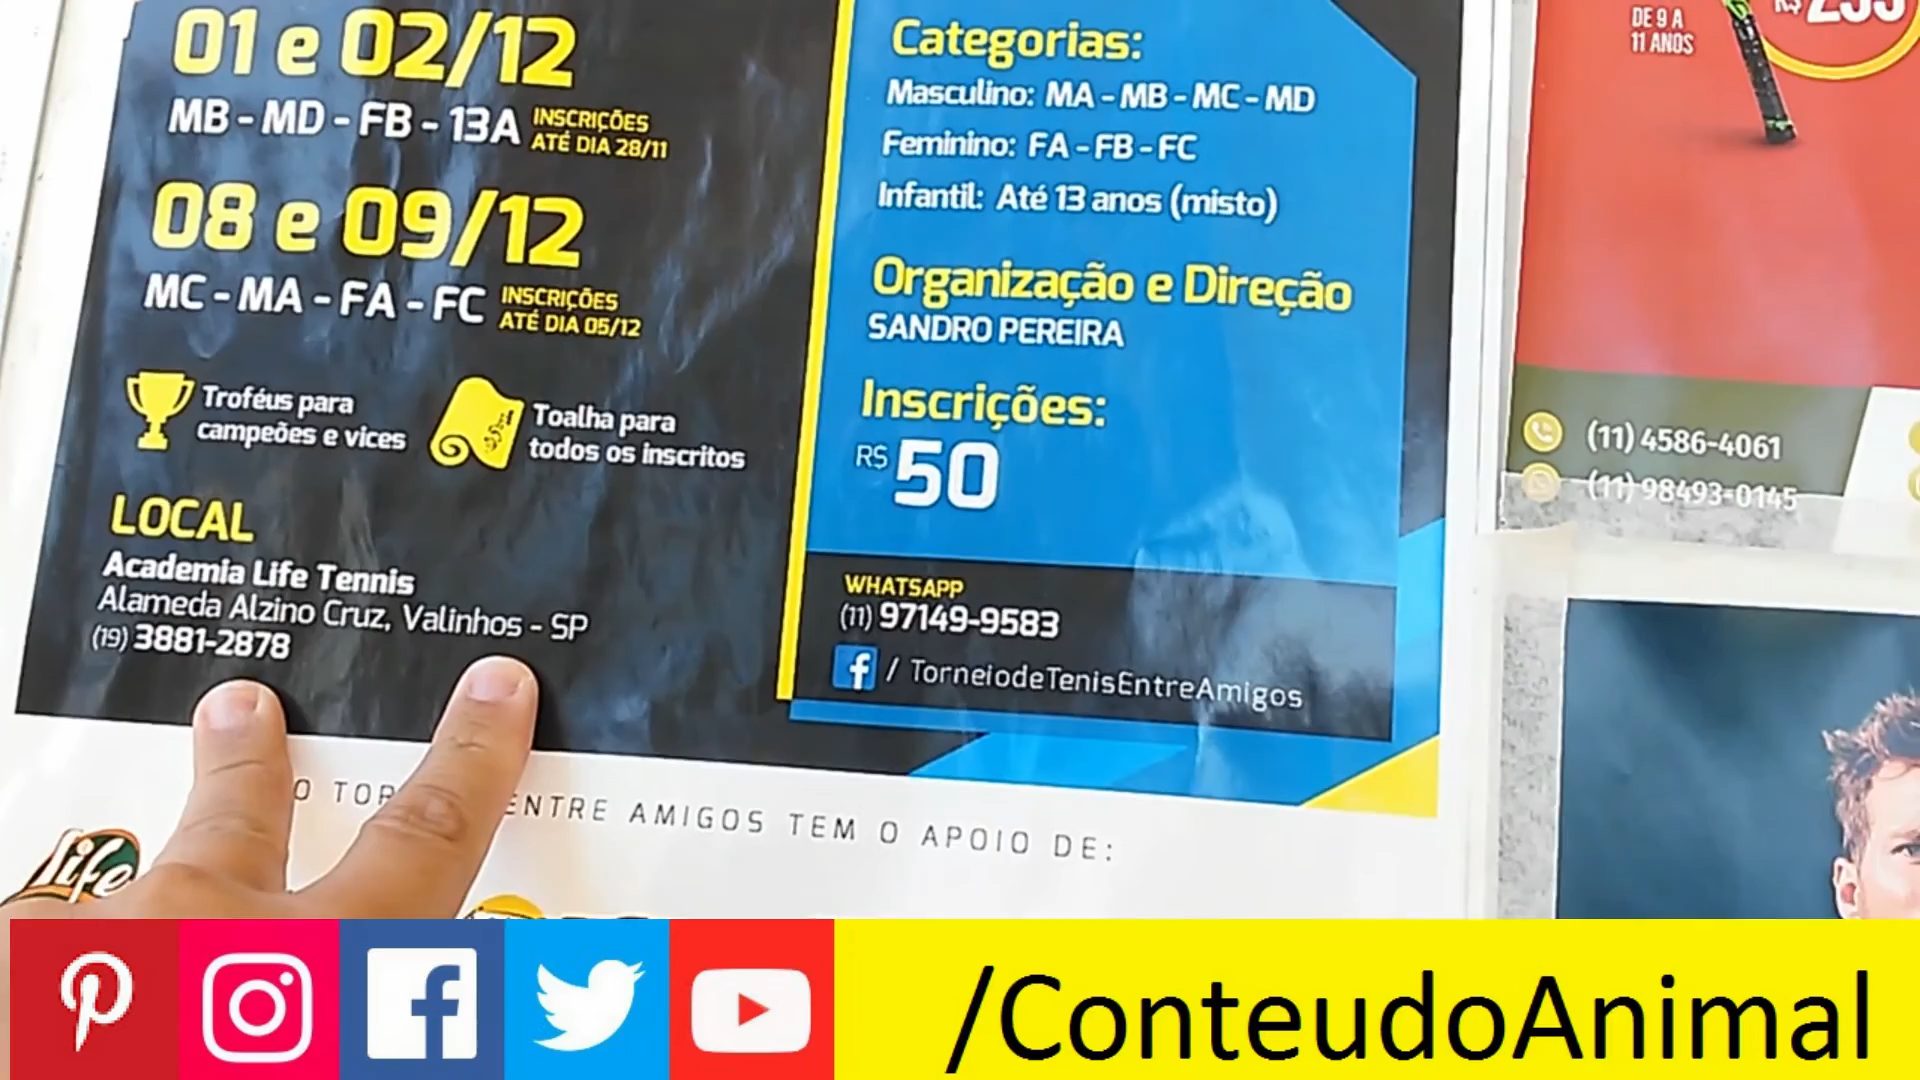 01 e 02/12
MB - MD - FB - 13A
INSCRIÇÕES
ATÉ DIA 28/11
08 e 09/12
MC - MA - FA - FC
INSCRIÇÕES
ATÉ DIA 05/12
Troféus para
campeões e vices
Toalha para
todos os inscritos
LOCAL
Academia Life Tennis
Alameda Alzino Cruz, Valinhos - SP
(19) 3881-2878
Categorias:
Masculino: MA - MB - MC - MD
Feminino: FA - FB - FC
Infantil: Até 13 anos (misto)
Organização e Direção
SANDRO PEREIRA
Inscrições:
R$ 50
WHATSAPP
(11) 97149-9583
/ TorneiodeTenisEntreAmigos
O TOR ENTRE AMIGOS TEM O APOIO DE:
life
DE 9 A
11 ANOS
R$
(11) 4586-4061
(11) 98493-0145
/ConteudoAnimal